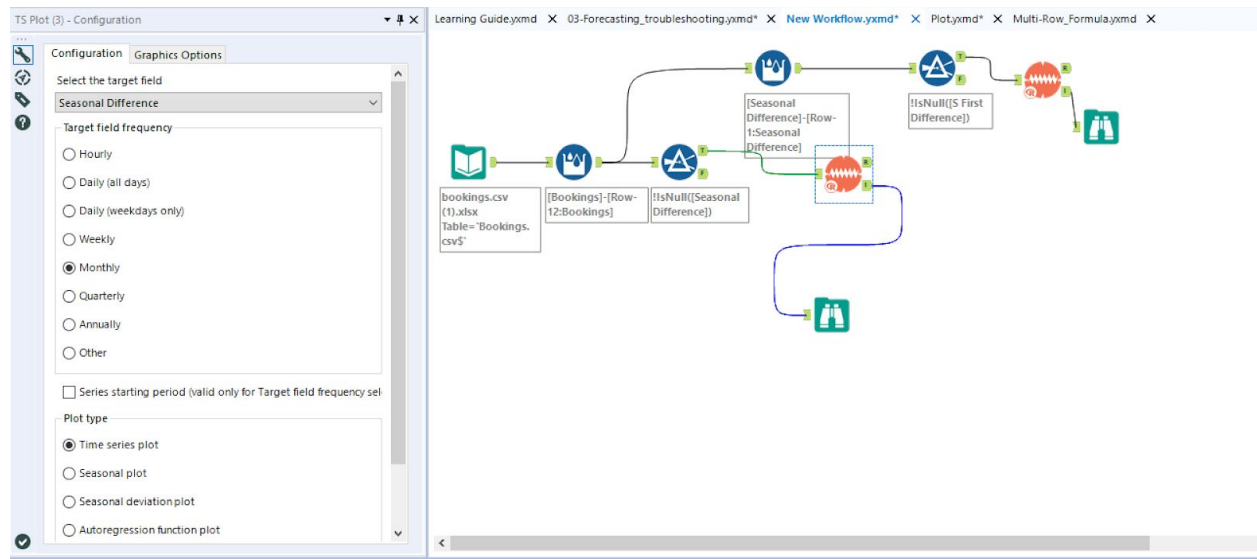 TS Plot (3) - Configuration
Configuration
Graphics Options
Select the target field
Seasonal Difference
Target field frequency
Hourly
Daily (all days)
Daily (weekdays only)
Weekly
Monthly
Quarterly
Annually
Other
Series starting period (valid only for Target field frequency sel
Plot type
Time series plot
Seasonal plot
Seasonal deviation plot
Autoregression function plot
Learning Guide.yxmd X 03-Forecasting_troubleshooting.yxmd* X New Workflow.yxmd* X Plot.yxmd* X Multi-Row_Formula.yxmd X
[Seasonal
Difference]-[Row-
1:Seasonal
Difference]
T
F
!IsNull([S First
Difference])
R
I
bookings.csv
(1).xlsx
Table=`Bookings.
csv$`
[Bookings]-[Row-
12:Bookings]
T
F
!IsNull([Seasonal
Difference])
R
I